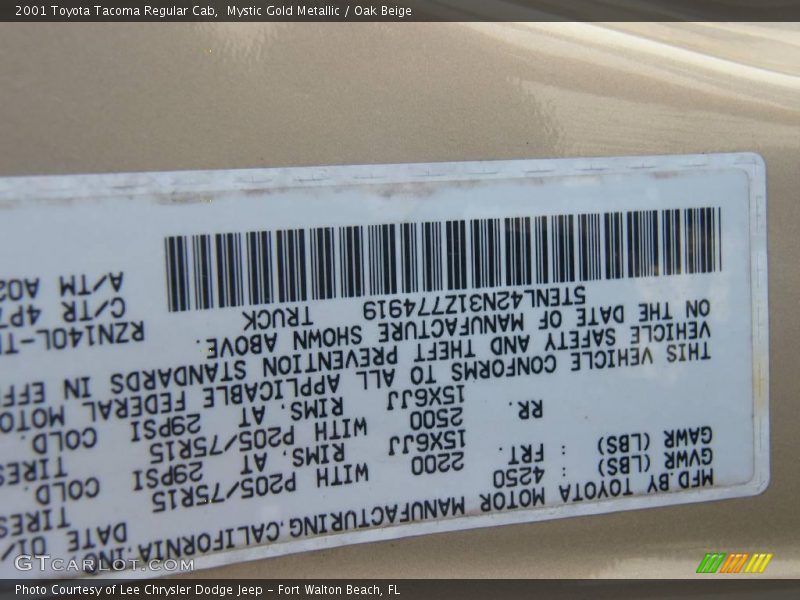 2001 Toyota Tacoma Regular Cab, Mystic Gold Metallic / Oak Beige
MFD.BY TOYOTA MOTOR MANUFACTURING.CALIFORNIA.INC DATE 01/
GVWR (LBS) : 4250
GAWR (LBS) : FRT. 2200 WITH P205/75R15 TIRES
15X6JJ RIMS. AT 29PSI COLD.
RR. 2500 WITH P205/75R15 TIRES
15X6JJ RIMS. AT 29PSI COLD.
THIS VEHICLE CONFORMS TO ALL APPLICABLE FEDERAL MOTOR
VEHICLE SAFETY AND THEFT PREVENTION STANDARDS IN EFF
ON THE DATE OF MANUFACTURE SHOWN ABOVE.
5TENL42N31Z774919 TRUCK RZN140L-T
C/TR 4P
A/TM A02
GTCARLOT.COM
Photo Courtesy of Lee Chrysler Dodge Jeep - Fort Walton Beach, FL